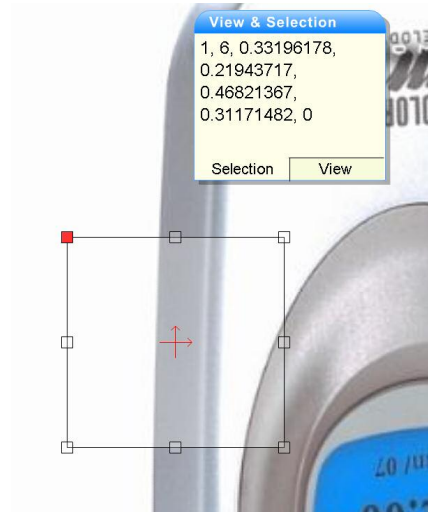 View & Selection
1, 6, 0.33196178,
0.21943717,
0.46821367,
0.31171482, 0
Selection
View